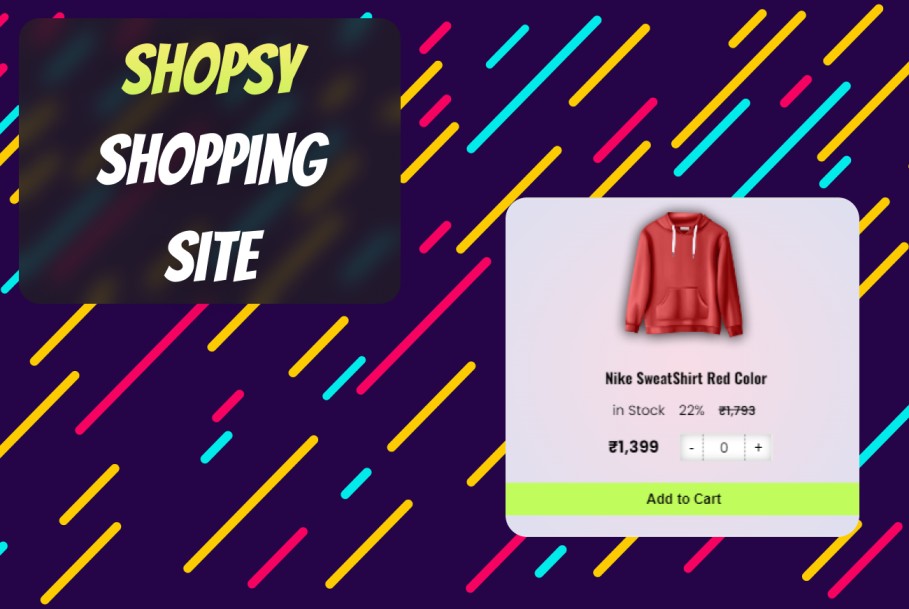 SHOPSY
SHOPPING
SITE
Nike SweatShirt Red Color
in Stock 22% ₹1,793
₹1,399 - 0 +
Add to Cart